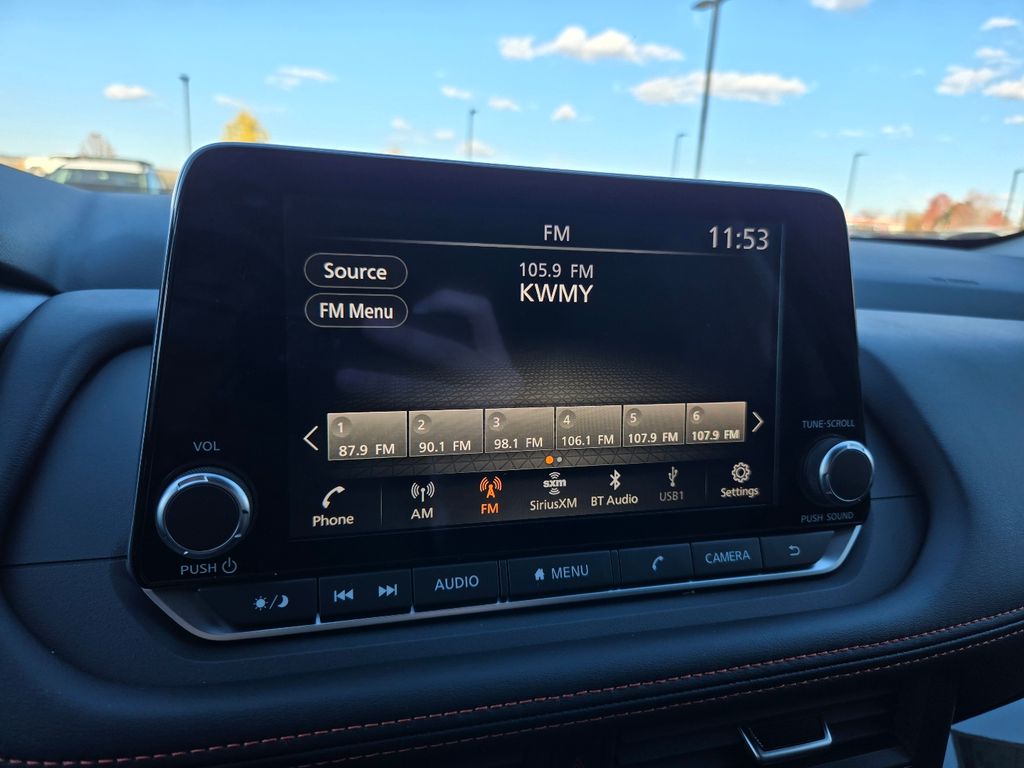 FM
11:53
Source
105.9 FM
FM Menu
KWMY
1
2
3
4
5
6
87.9 FM
90.1 FM
98.1 FM
106.1 FM
107.9 FM
107.9 FM
VOL
TUNE·SCROLL
Phone
AM
FM
sxm
SiriusXM
BT Audio
USB1
Settings
PUSH
PUSH SOUND
AUDIO
MENU
CAMERA